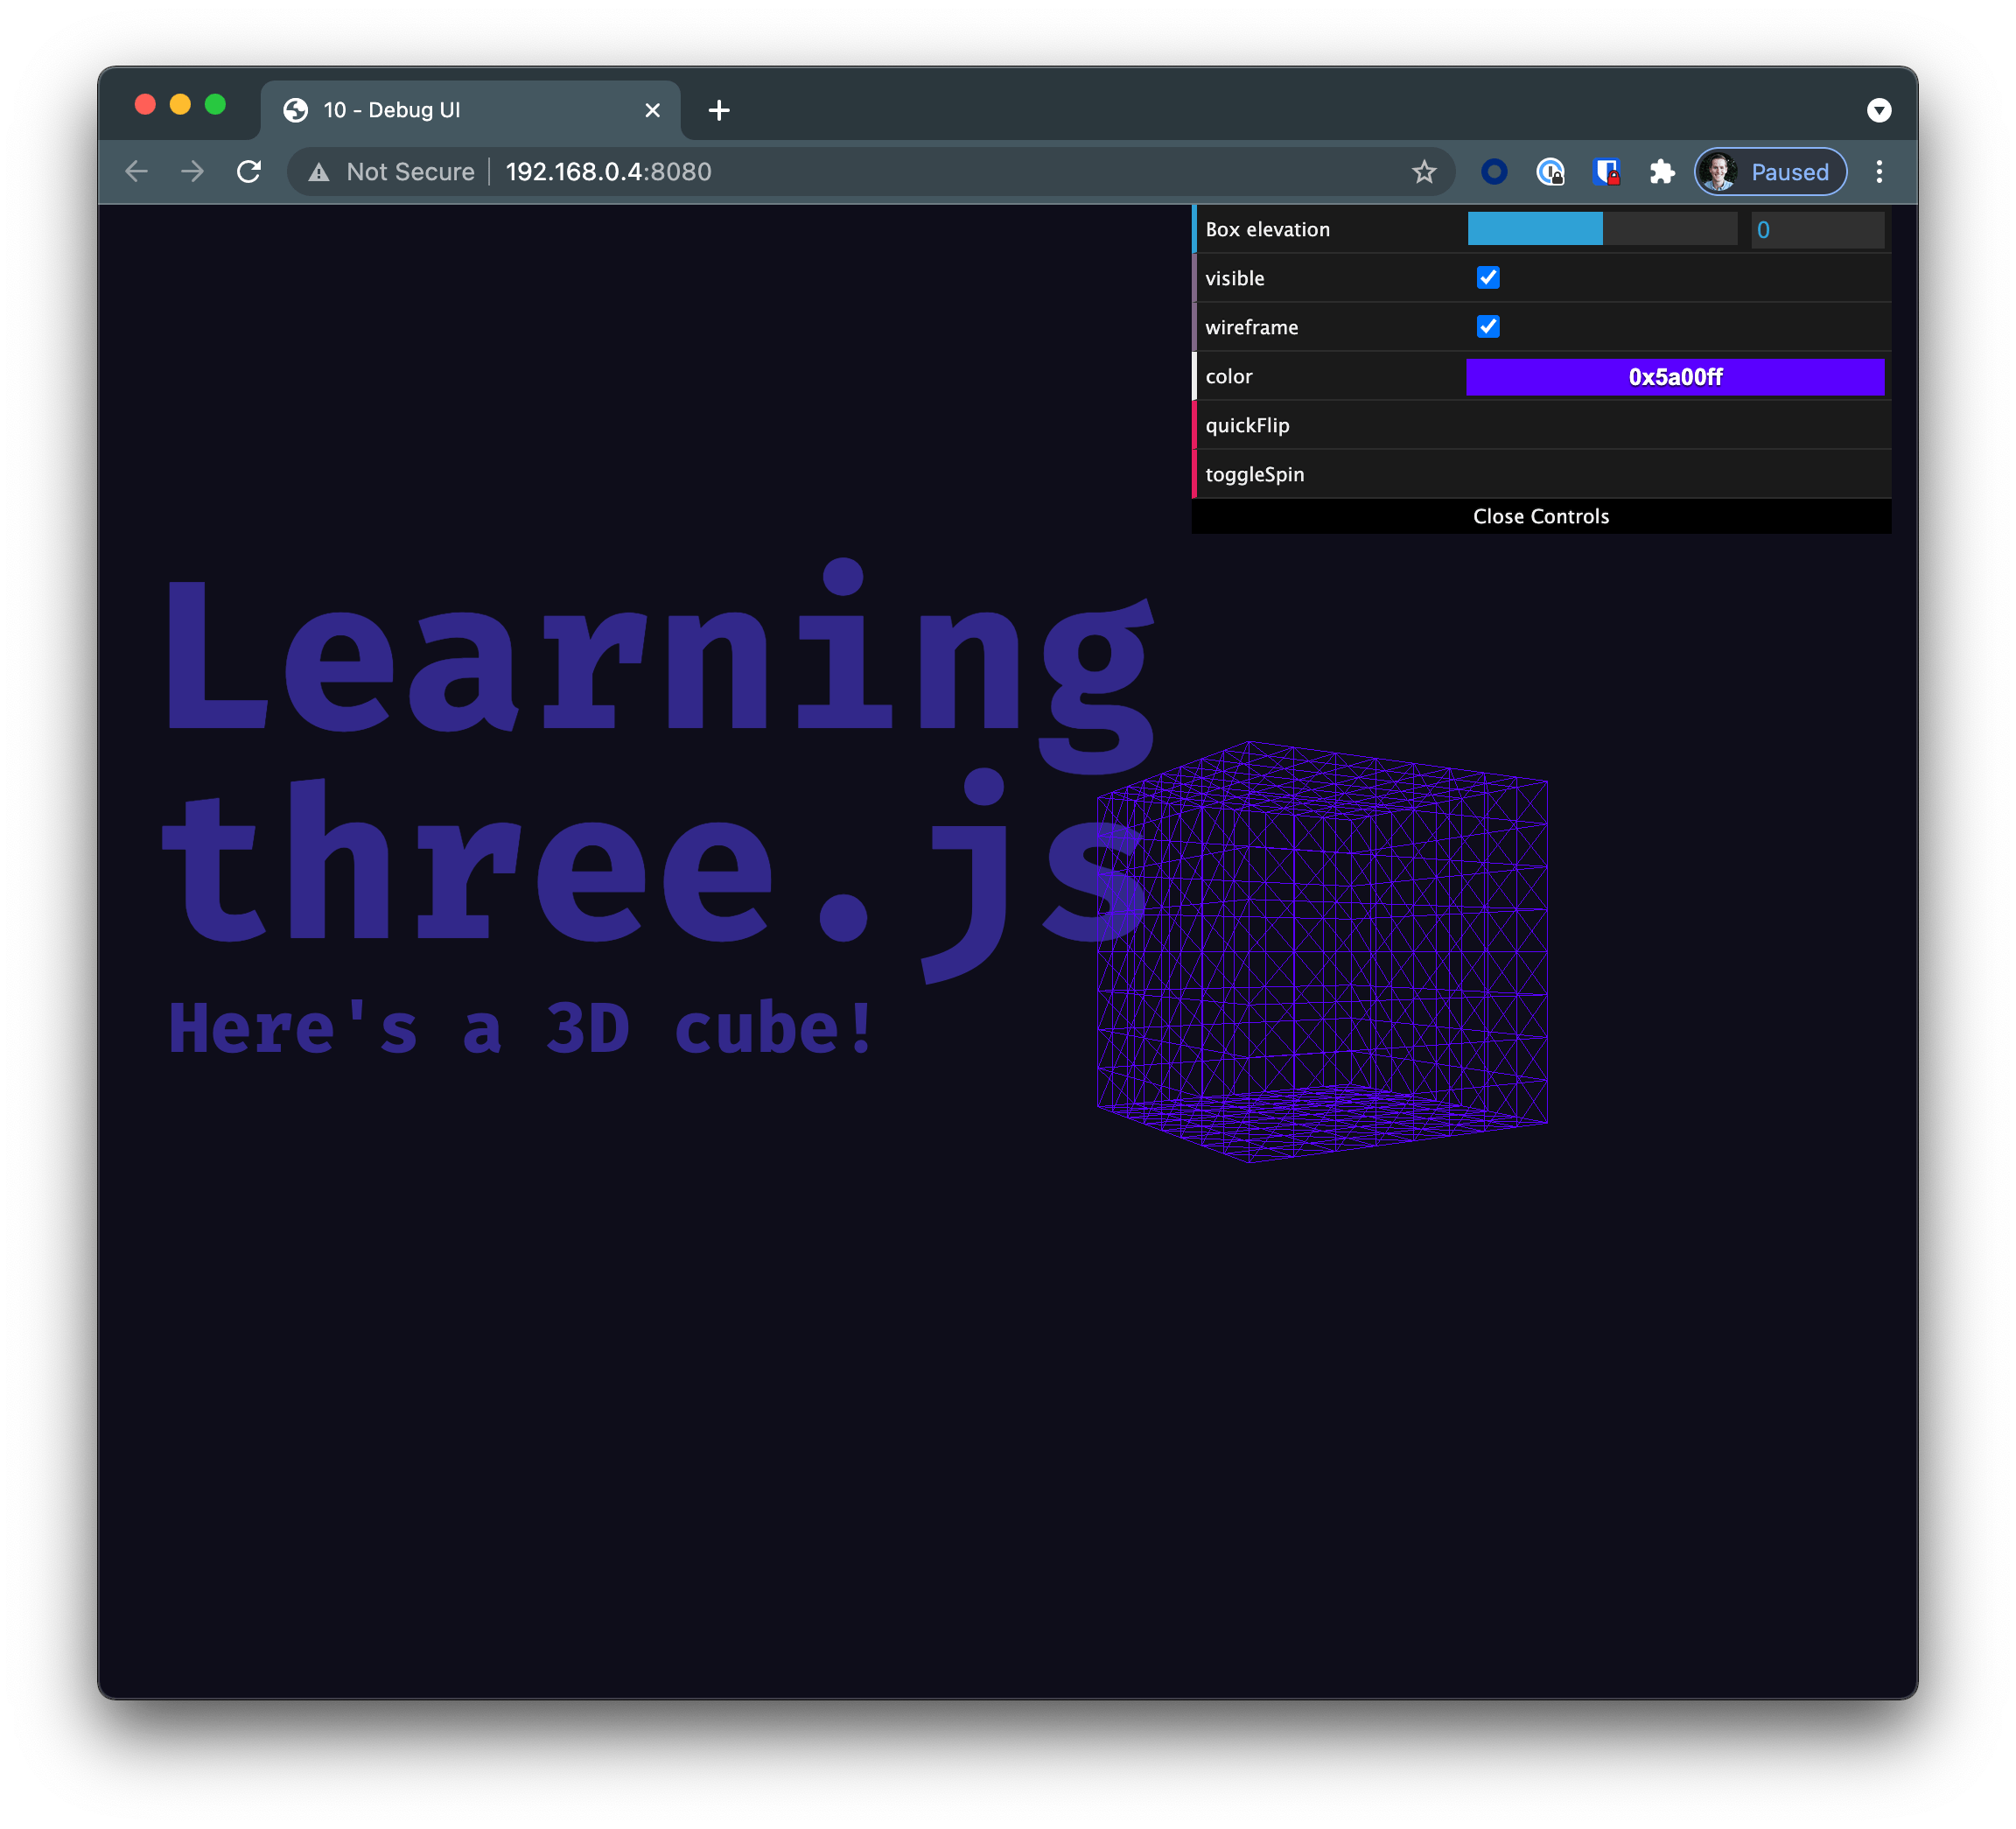 10 - Debug UI
Not Secure 192.168.0.4:8080 Paused
Box elevation 0
visible
wireframe
color 0x5a00ff
quickFlip
toggleSpin
Close Controls
Learning
three.js
Here's a 3D cube!